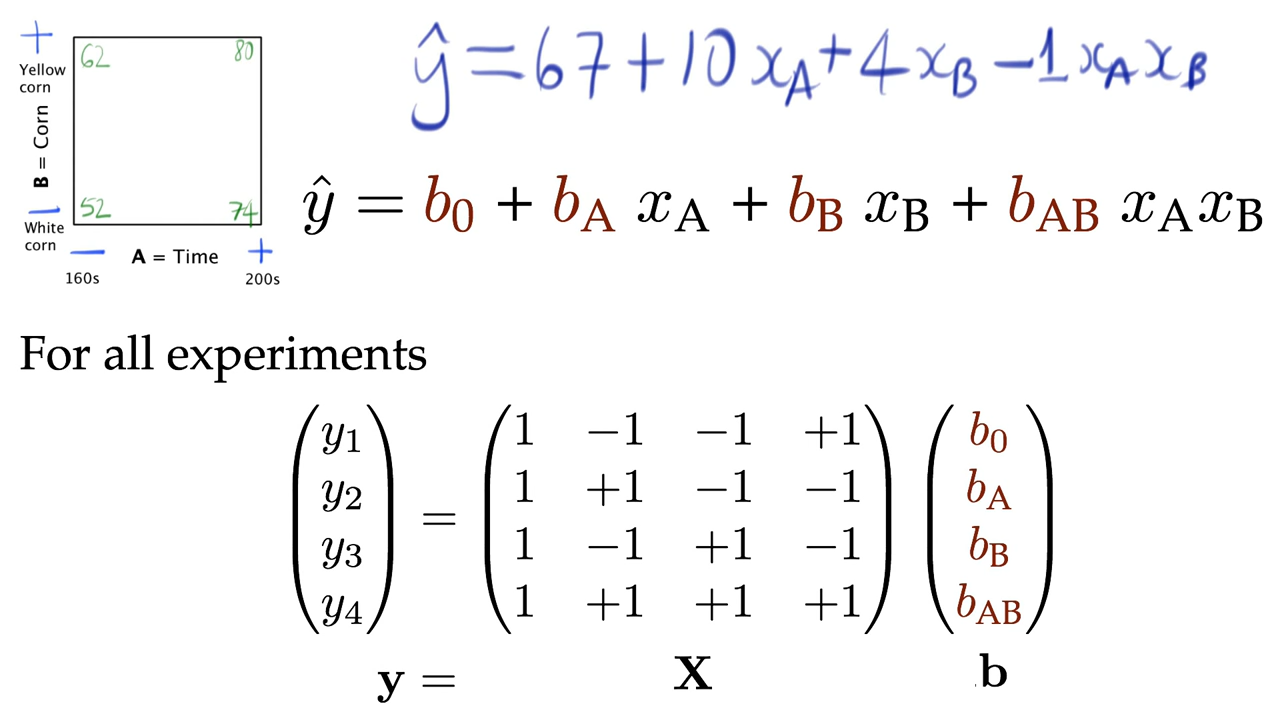 +
62 80
Yellow
corn
B = Corn
52 74
−
White
corn
− A = Time +
160s 200s
ŷ = 67 + 10 x_A + 4 x_B − 1 x_A x_B
ŷ = b_0 + b_A x_A + b_B x_B + b_AB x_A x_B
For all experiments
y_1 = 1 −1 −1 +1 b_0
y_2 1 +1 −1 −1 b_A
y_3 1 −1 +1 −1 b_B
y_4 1 +1 +1 +1 b_AB
y = X b